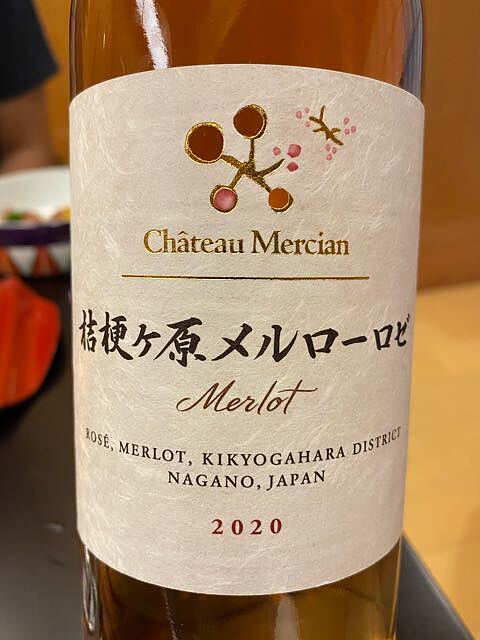 Château Mercian
桔梗ヶ原メルローロゼ
Merlot
ROSÉ, MERLOT, KIKYOGAHARA DISTRICT
NAGANO, JAPAN
2020